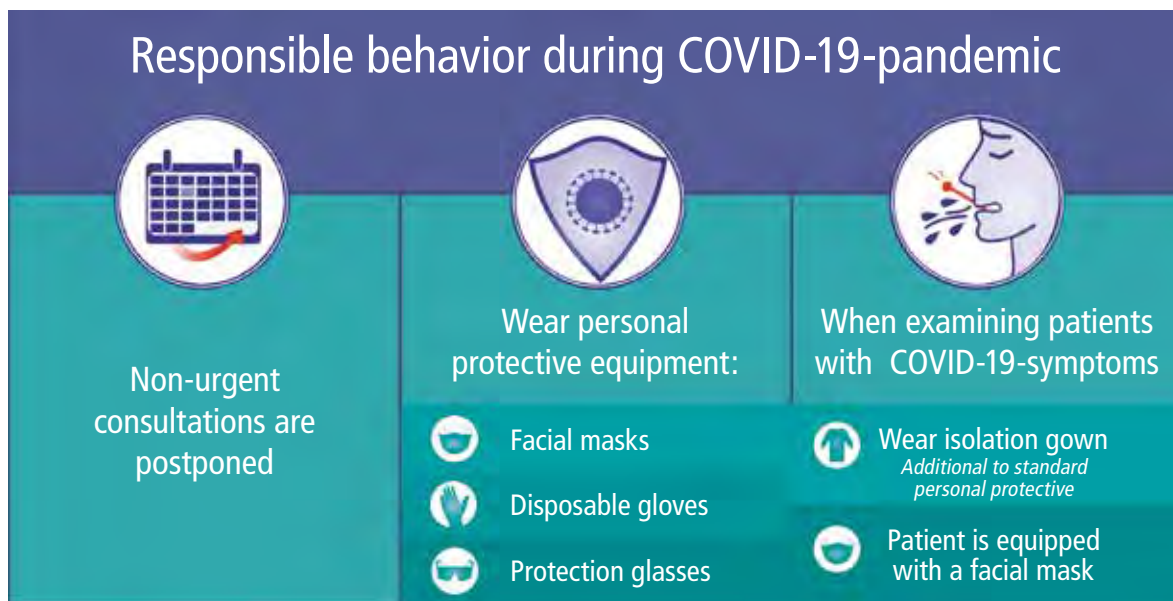 Responsible behavior during COVID-19-pandemic
Non-urgent
consultations are
postponed
Wear personal
protective equipment:
Facial masks
Disposable gloves
Protection glasses
When examining patients
with COVID-19-symptoms
Wear isolation gown
Additional to standard
personal protective
Patient is equipped
with a facial mask